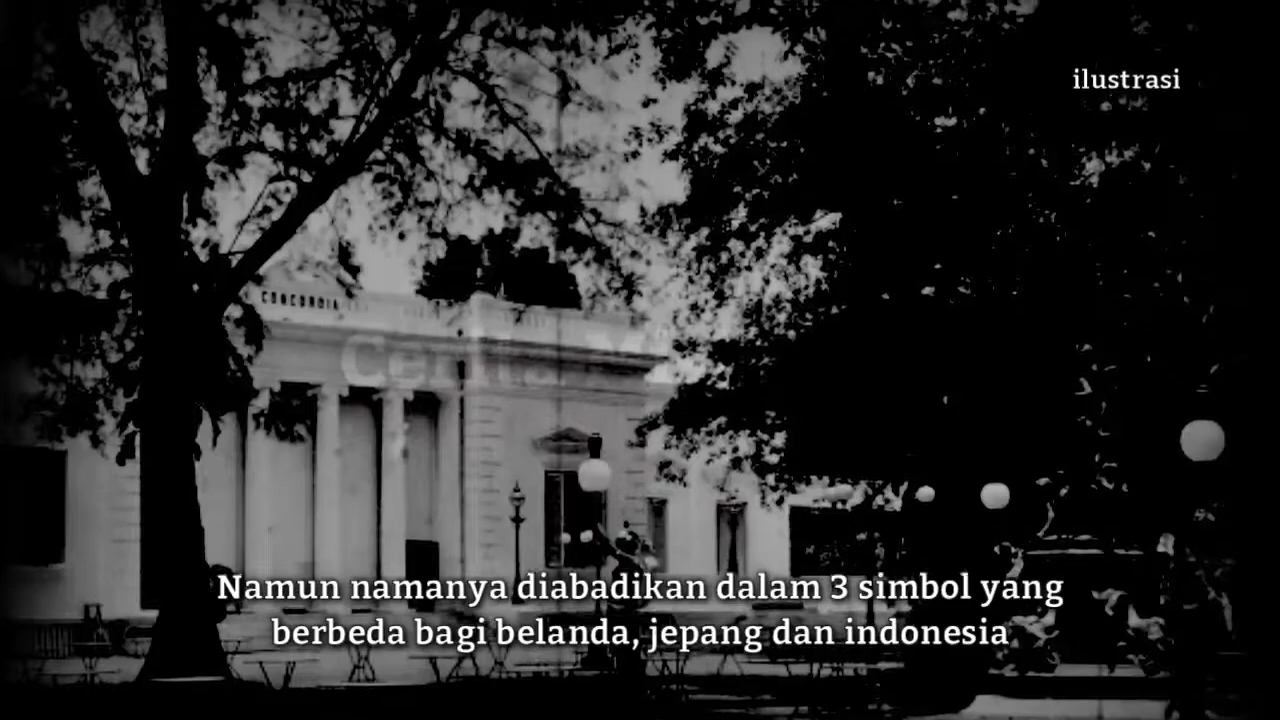 ilustrasi
CONCORDIA
Namun namanya diabadikan dalam 3 simbol yang
berbeda bagi belanda, jepang dan indonesia